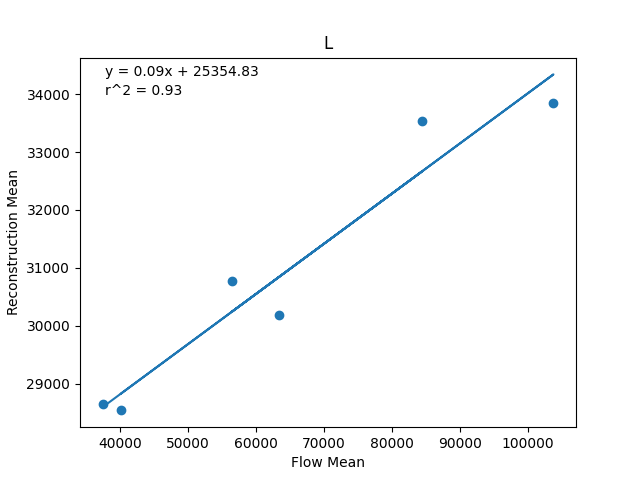 L
y = 0.09x + 25354.83
r^2 = 0.93
Reconstruction Mean
34000
33000
32000
31000
30000
29000
40000 50000 60000 70000 80000 90000 100000
Flow Mean